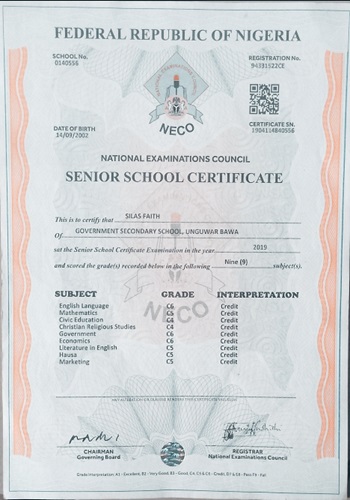 FEDERAL REPUBLIC OF NIGERIA
SCHOOL No.
0140556
REGISTRATION No.
NECO
DATE OF BIRTH
14/09/2002
CERTIFICATE SN.
NATIONAL EXAMINATIONS COUNCIL
SENIOR SCHOOL CERTIFICATE
This is to certify that SILAS FAITH
Of GOVERNMENT SECONDARY SCHOOL, UNGUWAR BAWA
sat the Senior School Certificate Examination in the year 2019
and scored the grade(s) recorded below in the following Nine (9) subject(s).
SUBJECT GRADE INTERPRETATION
English Language C6 Credit
Mathematics C5 Credit
Civic Education C4 Credit
Christian Religious Studies C4 Credit
Government C6 Credit
Economics C6 Credit
Literature in English C5 Credit
Hausa C5 Credit
Marketing C5 Credit
NECO
CHAIRMAN
Governing Board
REGISTRAR
National Examinations Council